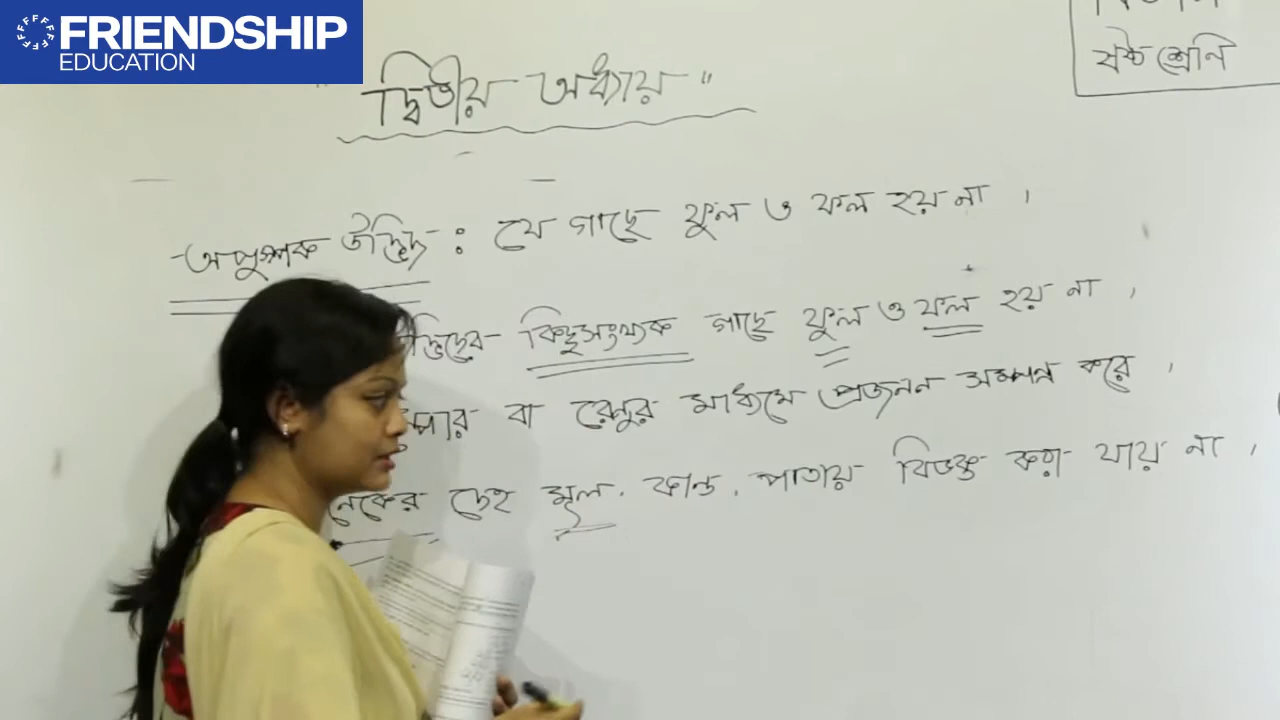 FRIENDSHIP
EDUCATION
ষষ্ঠ শ্রেণি
"দ্বিতীয় অধ্যায়"
অপুষ্পক উদ্ভিদ : যে গাছে ফুল ও ফল হয় না ।
কিছুসংখ্যক গাছে ফুল ও ফল হয় না ।
বা রেনুর মাধ্যমে প্রজনন সম্পন্ন করে ।
দেহ মূল, কান্ড, পাতায় বিভক্ত করা যায় না ।